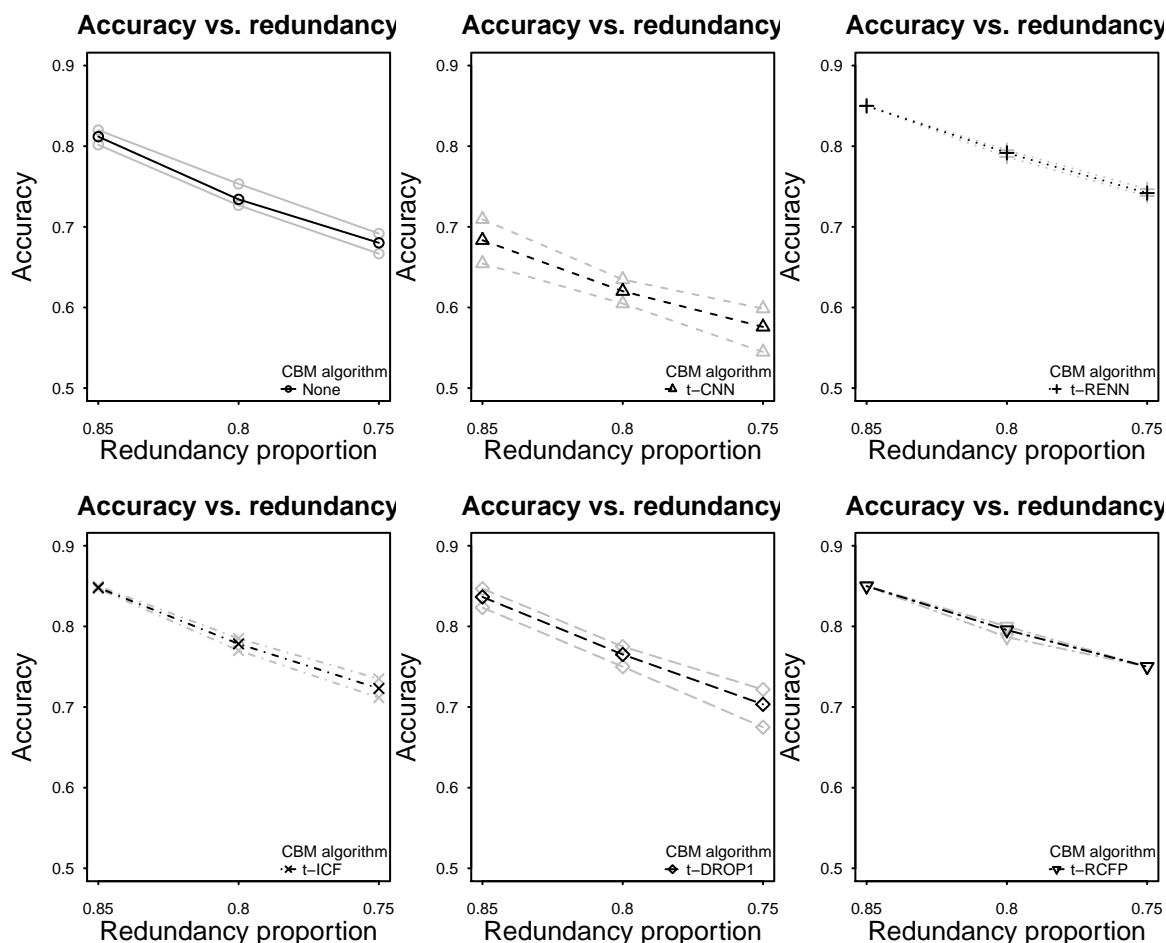 Accuracy vs. redundancy
0.9
0.8
0.7
0.6
0.5
Accuracy
CBM algorithm
None
0.85 0.8 0.75
Redundancy proportion
Accuracy vs. redundancy
0.9
0.8
0.7
0.6
0.5
Accuracy
CBM algorithm
t−CNN
0.85 0.8 0.75
Redundancy proportion
Accuracy vs. redundancy
0.9
0.8
0.7
0.6
0.5
Accuracy
CBM algorithm
t−RENN
0.85 0.8 0.75
Redundancy proportion
Accuracy vs. redundancy
0.9
0.8
0.7
0.6
0.5
Accuracy
CBM algorithm
t−ICF
0.85 0.8 0.75
Redundancy proportion
Accuracy vs. redundancy
0.9
0.8
0.7
0.6
0.5
Accuracy
CBM algorithm
t−DROP1
0.85 0.8 0.75
Redundancy proportion
Accuracy vs. redundancy
0.9
0.8
0.7
0.6
0.5
Accuracy
CBM algorithm
t−RCFP
0.85 0.8 0.75
Redundancy proportion